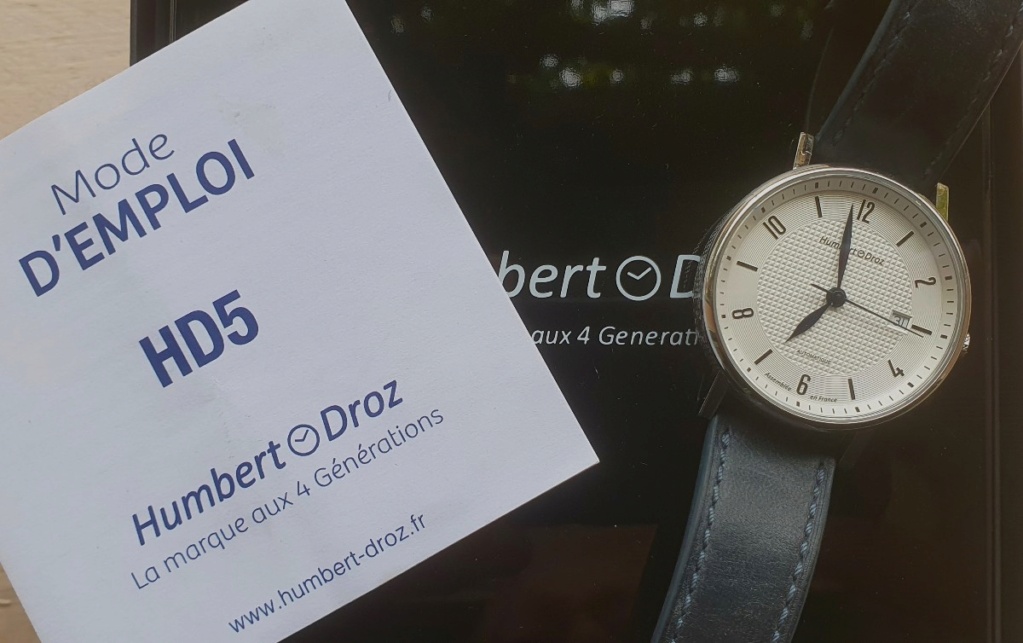 Mode
D'EMPLOI
HD5
Humbert Droz
La marque aux 4 Générations
www.humbert-droz.fr
bert D
aux 4 Generati
12
2
4
6
8
10
Humbert Droz
31
AUTOMATIQUE
Assemblée en France